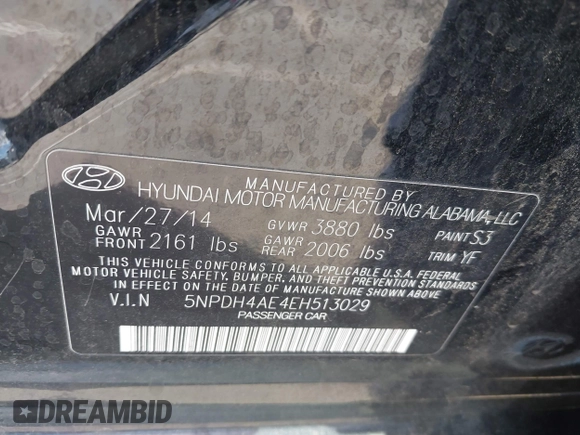 MANUFACTURED BY
HYUNDAI MOTOR MANUFACTURING ALABAMA, LLC
Mar/27/14 GVWR 3880 lbs PAINT S3
GAWR FRONT 2161 lbs GAWR REAR 2006 lbs TRIM YF
THIS VEHICLE CONFORMS TO ALL APPLICABLE U.S.A. FEDERAL
MOTOR VEHICLE SAFETY, BUMPER, AND THEFT PREVENTION STANDARDS
IN EFFECT ON THE DATE OF MANUFACTURE SHOWN ABOVE.
V.I.N 5NPDH4AE4EH513029
PASSENGER CAR
DREAMBID